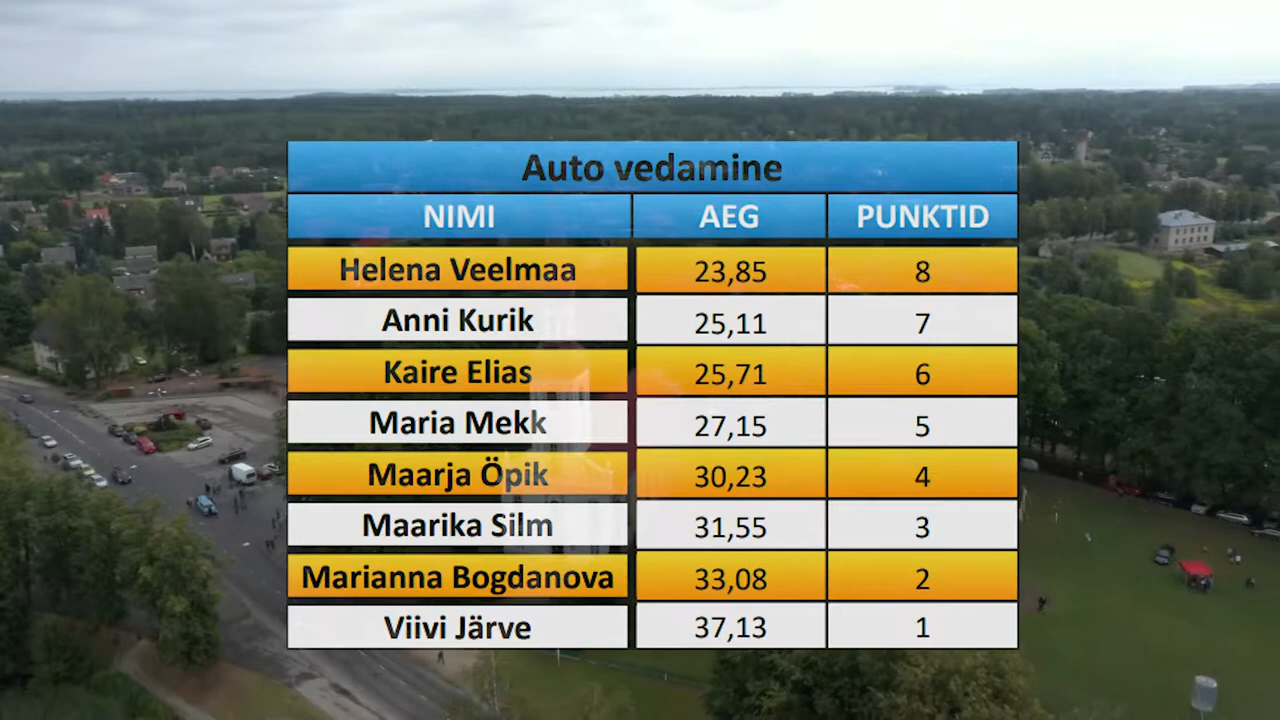 Auto vedamine
NIMI AEG PUNKTID
Helena Veelmaa 23,85 8
Anni Kurik 25,11 7
Kaire Elias 25,71 6
Maria Mekk 27,15 5
Maarja Öpik 30,23 4
Maarika Silm 31,55 3
Marianna Bogdanova 33,08 2
Viivi Järve 37,13 1